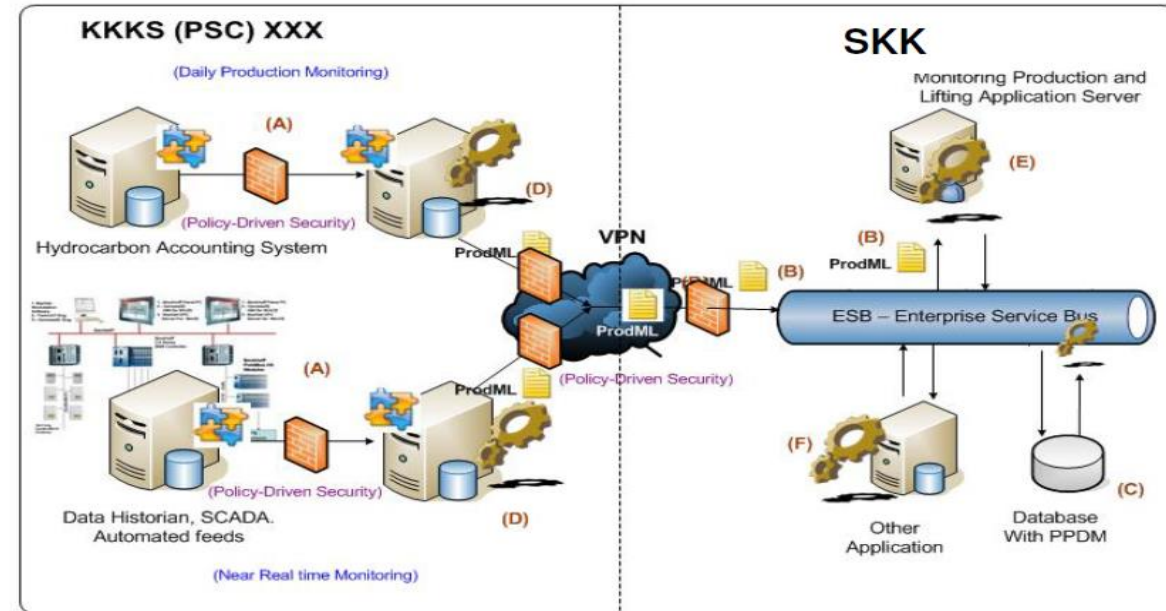 KKKS (PSC) XXX
(Daily Production Monitoring)
(A)
(D)
(Policy-Driven Security)
Hydrocarbon Accounting System
ProdML
(A)
ProdML
(Policy-Driven Security)
(D)
Data Historian, SCADA.
Automated feeds
(Near Real time Monitoring)
VPN
ProdML
(B)
(Policy-Driven Security)
SKK
Monitoring Production and
Lifting Application Server
(E)
(B)
ProdML
ESB – Enterprise Service Bus
(F)
Other
Application
(C)
Database
With PPDM